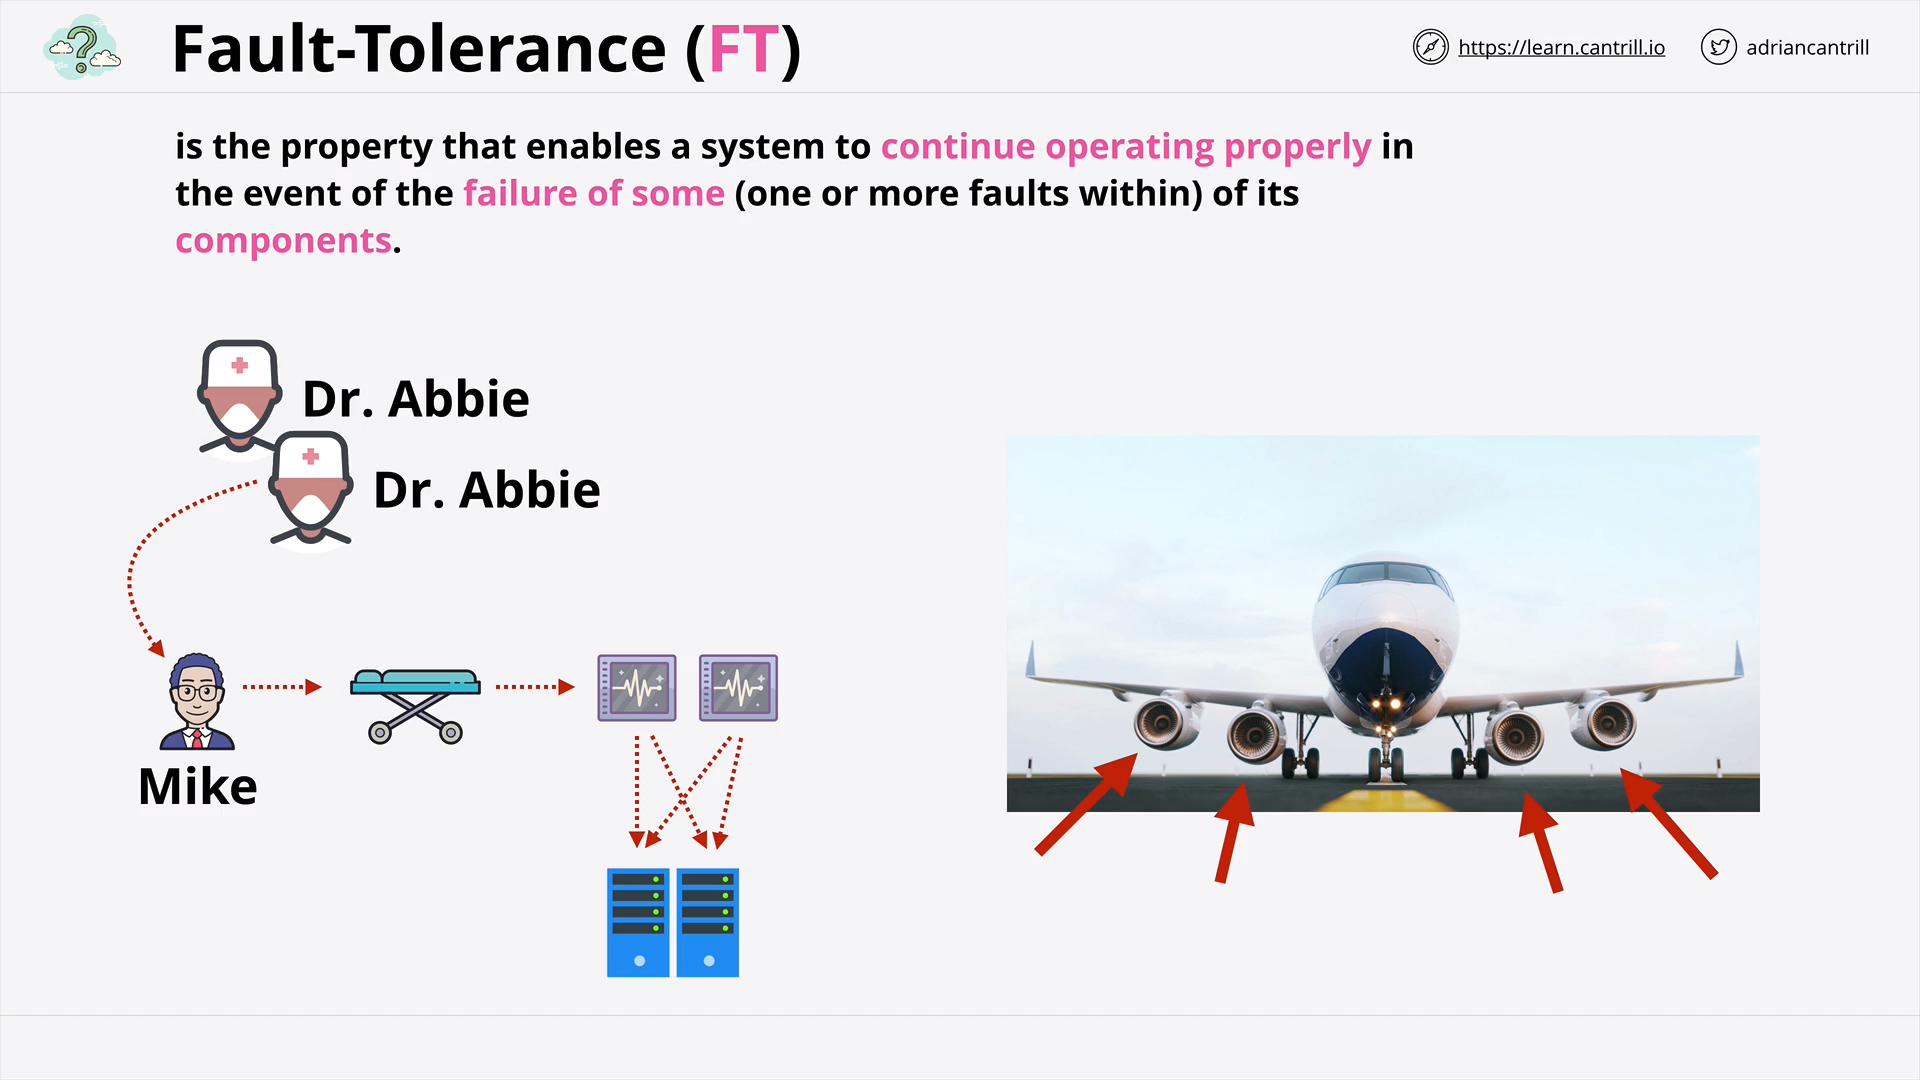 Fault-Tolerance (FT)
https://learn.cantrill.io
adriancantrill
is the property that enables a system to continue operating properly in
the event of the failure of some (one or more faults within) of its
components.
Dr. Abbie
Dr. Abbie
Mike